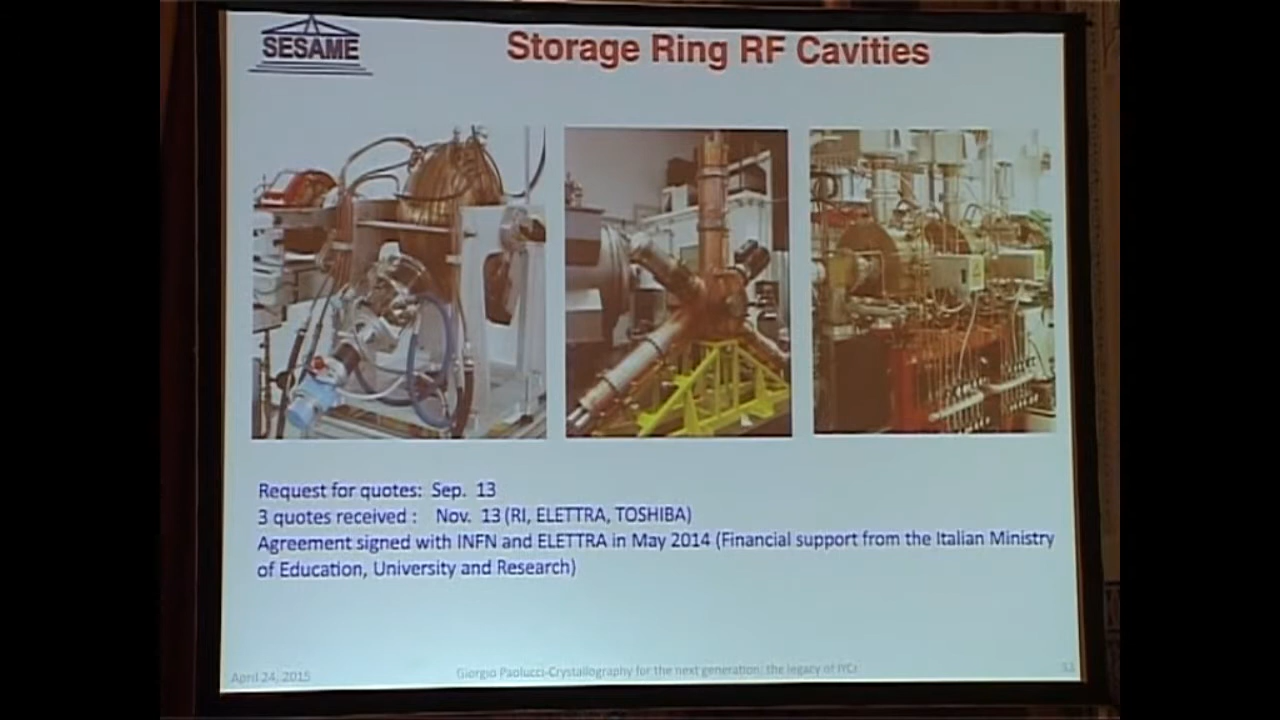 SESAME
Storage Ring RF Cavities
Request for quotes: Sep. 13
3 quotes received : Nov. 13 (RI, ELETTRA, TOSHIBA)
Agreement signed with INFN and ELETTRA in May 2014 (Financial support from the Italian Ministry
of Education, University and Research)
April 24, 2015
Giorgio Paolucci-Crystallography for the next generation: the legacy of IYCr